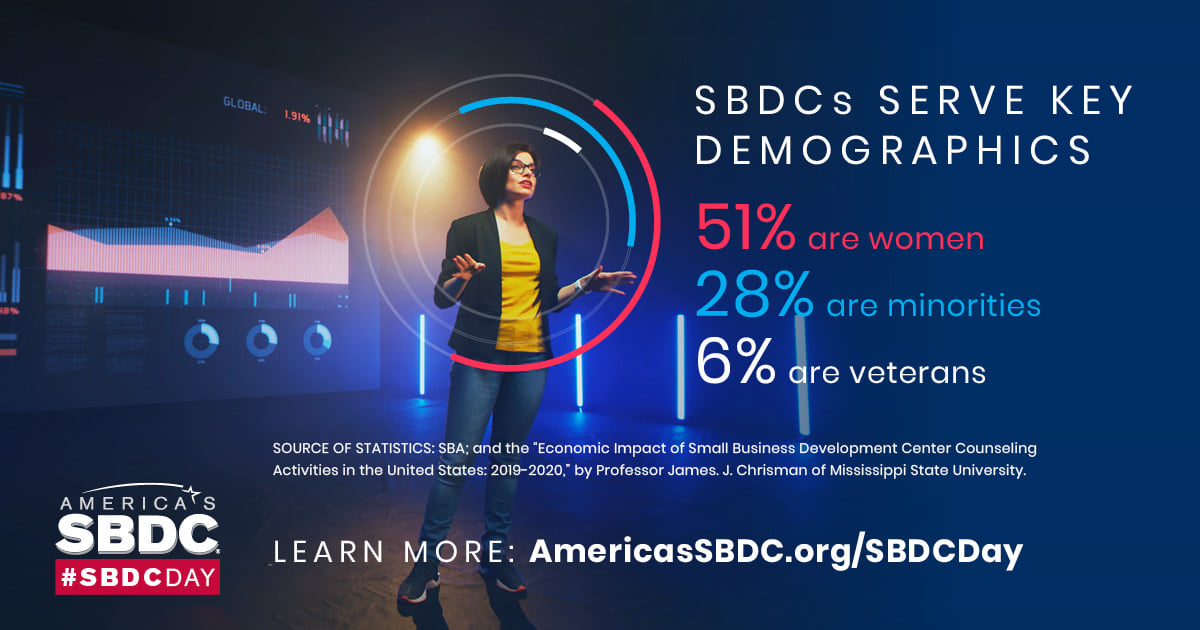 GLOBAL: 1.91%
87%
SBDCs SERVE KEY
DEMOGRAPHICS
51% are women
28% are minorities
6% are veterans
SOURCE OF STATISTICS: SBA; and the "Economic Impact of Small Business Development Center Counseling
Activities in the United States: 2019-2020," by Professor James. J. Chrisman of Mississippi State University.
AMERICA'S
SBDC
#SBDCDAY
LEARN MORE: AmericasSBDC.org/SBDCDay